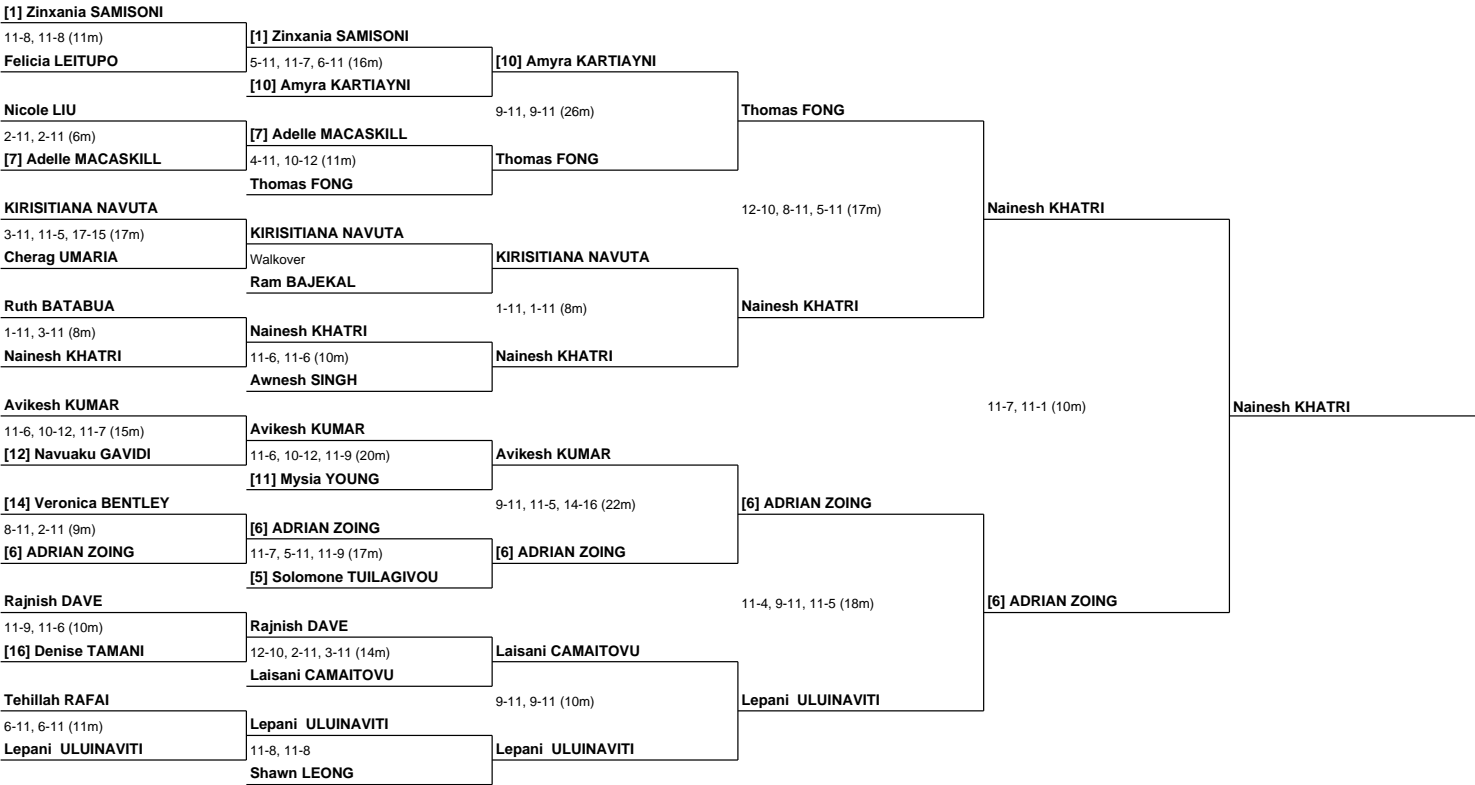 [1] Zinxania SAMISONI
11-8, 11-8 (11m)
Felicia LEITUPO
Nicole LIU
2-11, 2-11 (6m)
[7] Adelle MACASKILL
KIRISITIANA NAVUTA
3-11, 11-5, 17-15 (17m)
Cherag UMARIA
Ruth BATABUA
1-11, 3-11 (8m)
Nainesh KHATRI
Avikesh KUMAR
11-6, 10-12, 11-7 (15m)
[12] Navuaku GAVIDI
[14] Veronica BENTLEY
8-11, 2-11 (9m)
[6] ADRIAN ZOING
Rajnish DAVE
11-9, 11-6 (10m)
[16] Denise TAMANI
Tehillah RAFAI
6-11, 6-11 (11m)
Lepani ULUINAVITI
[1] Zinxania SAMISONI
5-11, 11-7, 6-11 (16m)
[10] Amyra KARTIAYNI
[7] Adelle MACASKILL
4-11, 10-12 (11m)
Thomas FONG
KIRISITIANA NAVUTA
Walkover
Ram BAJEKAL
Nainesh KHATRI
11-6, 11-6 (10m)
Awnesh SINGH
Avikesh KUMAR
11-6, 10-12, 11-9 (20m)
[11] Mysia YOUNG
[6] ADRIAN ZOING
11-7, 5-11, 11-9 (17m)
[5] Solomone TUILAGIVOU
Rajnish DAVE
12-10, 2-11, 3-11 (14m)
Laisani CAMAITOVU
Lepani ULUINAVITI
11-8, 11-8
Shawn LEONG
[10] Amyra KARTIAYNI
9-11, 9-11 (26m)
Thomas FONG
KIRISITIANA NAVUTA
1-11, 1-11 (8m)
Nainesh KHATRI
Avikesh KUMAR
9-11, 11-5, 14-16 (22m)
[6] ADRIAN ZOING
Laisani CAMAITOVU
9-11, 9-11 (10m)
Lepani ULUINAVITI
Thomas FONG
12-10, 8-11, 5-11 (17m)
Nainesh KHATRI
[6] ADRIAN ZOING
11-4, 9-11, 11-5 (18m)
Lepani ULUINAVITI
Nainesh KHATRI
11-7, 11-1 (10m)
[6] ADRIAN ZOING
Nainesh KHATRI